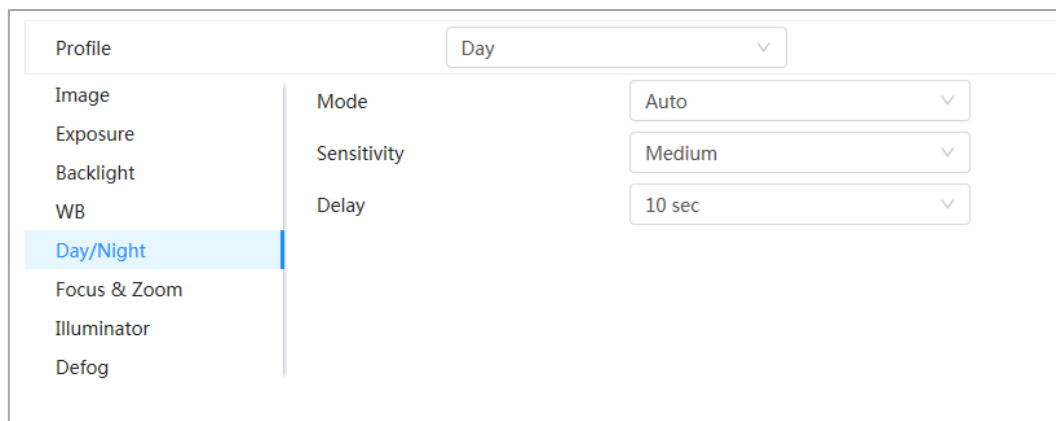 Profile Day
Image
Exposure
Backlight
WB
Day/Night
Focus & Zoom
Illuminator
Defog
Mode Auto
Sensitivity Medium
Delay 10 sec